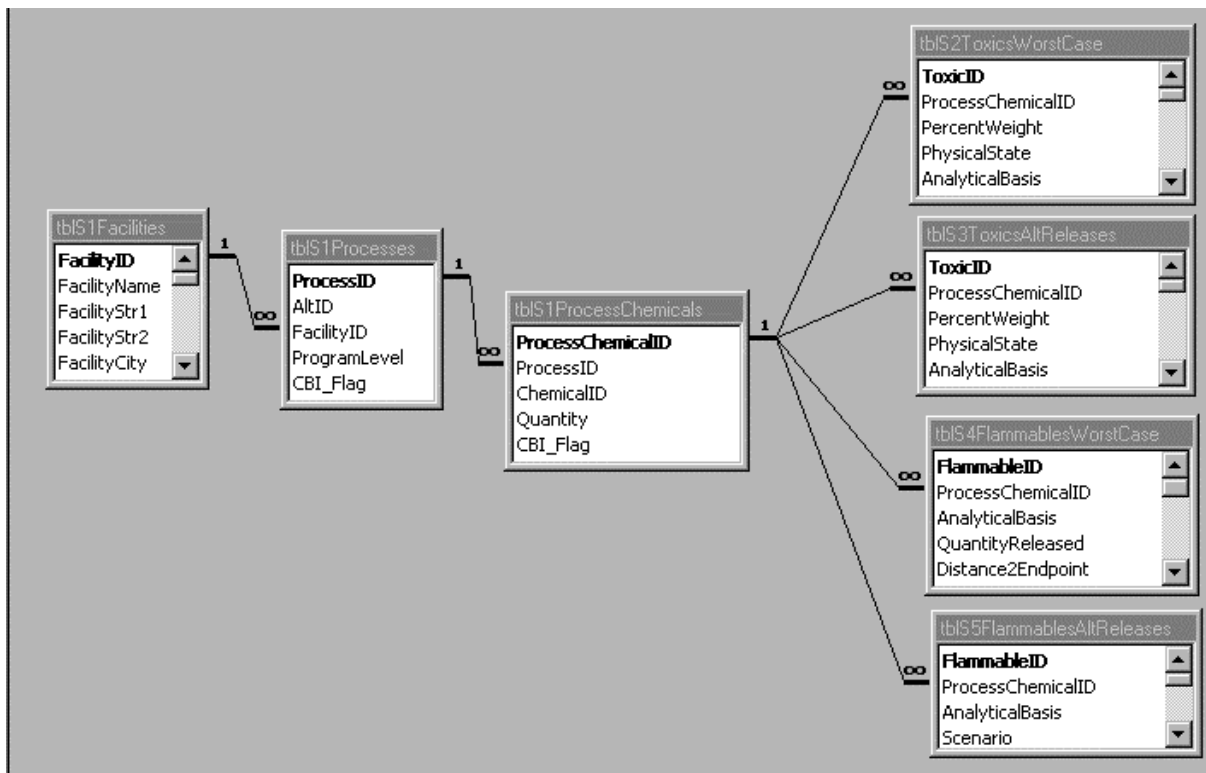 tblS1Facilities
FacilityID
FacilityName
FacilityStr1
FacilityStr2
FacilityCity
1
∞
tblS1Processes
ProcessID
AltID
FacilityID
ProgramLevel
CBI_Flag
1
∞
tblS1ProcessChemicals
ProcessChemicalID
ProcessID
ChemicalID
Quantity
CBI_Flag
1
∞
tblS2ToxicsWorstCase
ToxicID
ProcessChemicalID
PercentWeight
PhysicalState
AnalyticalBasis
∞
tblS3ToxicsAltReleases
ToxicID
ProcessChemicalID
PercentWeight
PhysicalState
AnalyticalBasis
∞
tblS4FlammablesWorstCase
FlammableID
ProcessChemicalID
AnalyticalBasis
QuantityReleased
Distance2Endpoint
∞
tblS5FlammablesAltReleases
FlammableID
ProcessChemicalID
AnalyticalBasis
Scenario